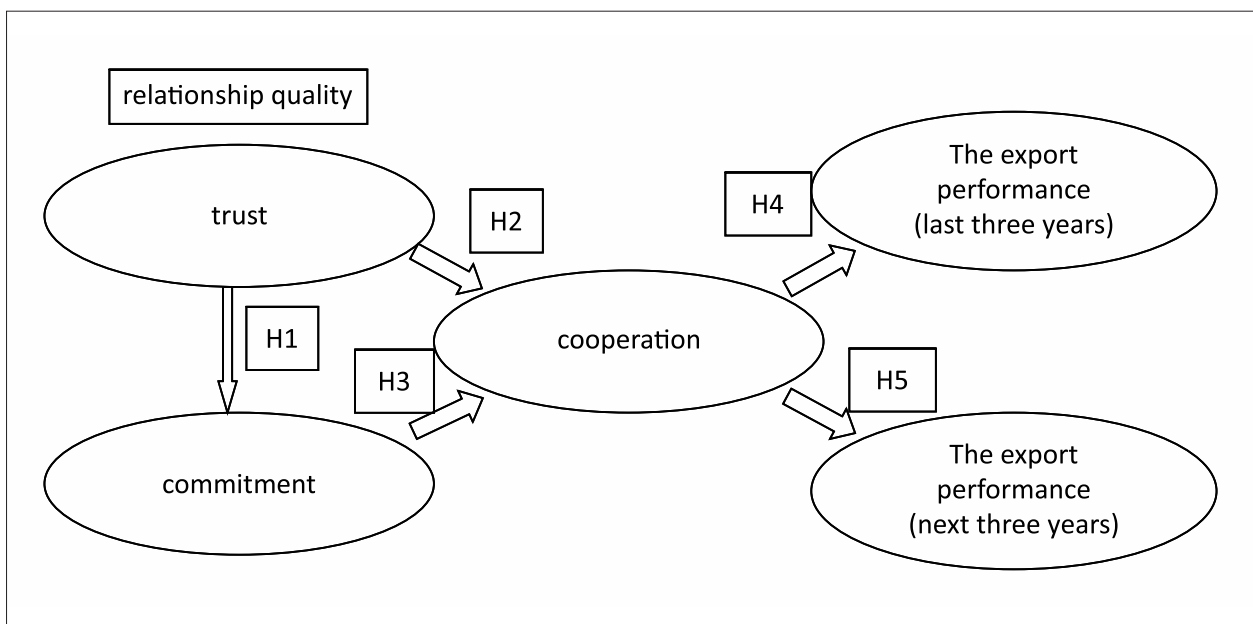 relationship quality
trust
H2
H1
H3
commitment
cooperation
H4
The export
performance
(last three years)
H5
The export
performance
(next three years)